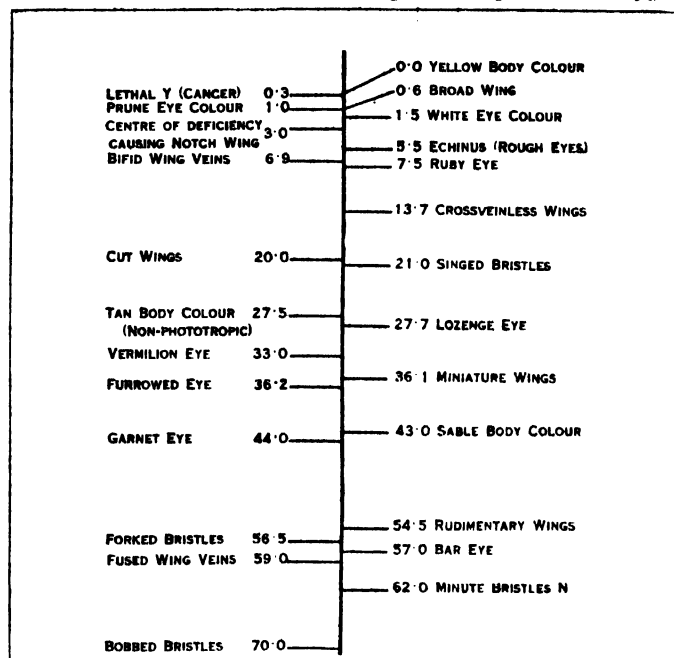 0·0 YELLOW BODY COLOUR
LETHAL Y (CANCER) 0·3
0·6 BROAD WING
PRUNE EYE COLOUR 1·0
1·5 WHITE EYE COLOUR
CENTRE OF DEFICIENCY 3·0
CAUSING NOTCH WING
5·5 ECHINUS (ROUGH EYES)
BIFID WING VEINS 6·9
7·5 RUBY EYE
13·7 CROSSVEINLESS WINGS
CUT WINGS 20·0
21·0 SINGED BRISTLES
TAN BODY COLOUR 27·5
(NON-PHOTOTROPIC)
27·7 LOZENGE EYE
VERMILION EYE 33·0
36·1 MINIATURE WINGS
FURROWED EYE 36·2
43·0 SABLE BODY COLOUR
GARNET EYE 44·0
54·5 RUDIMENTARY WINGS
FORKED BRISTLES 56·5
57·0 BAR EYE
FUSED WING VEINS 59·0
62·0 MINUTE BRISTLES N
BOBBED BRISTLES 70·0